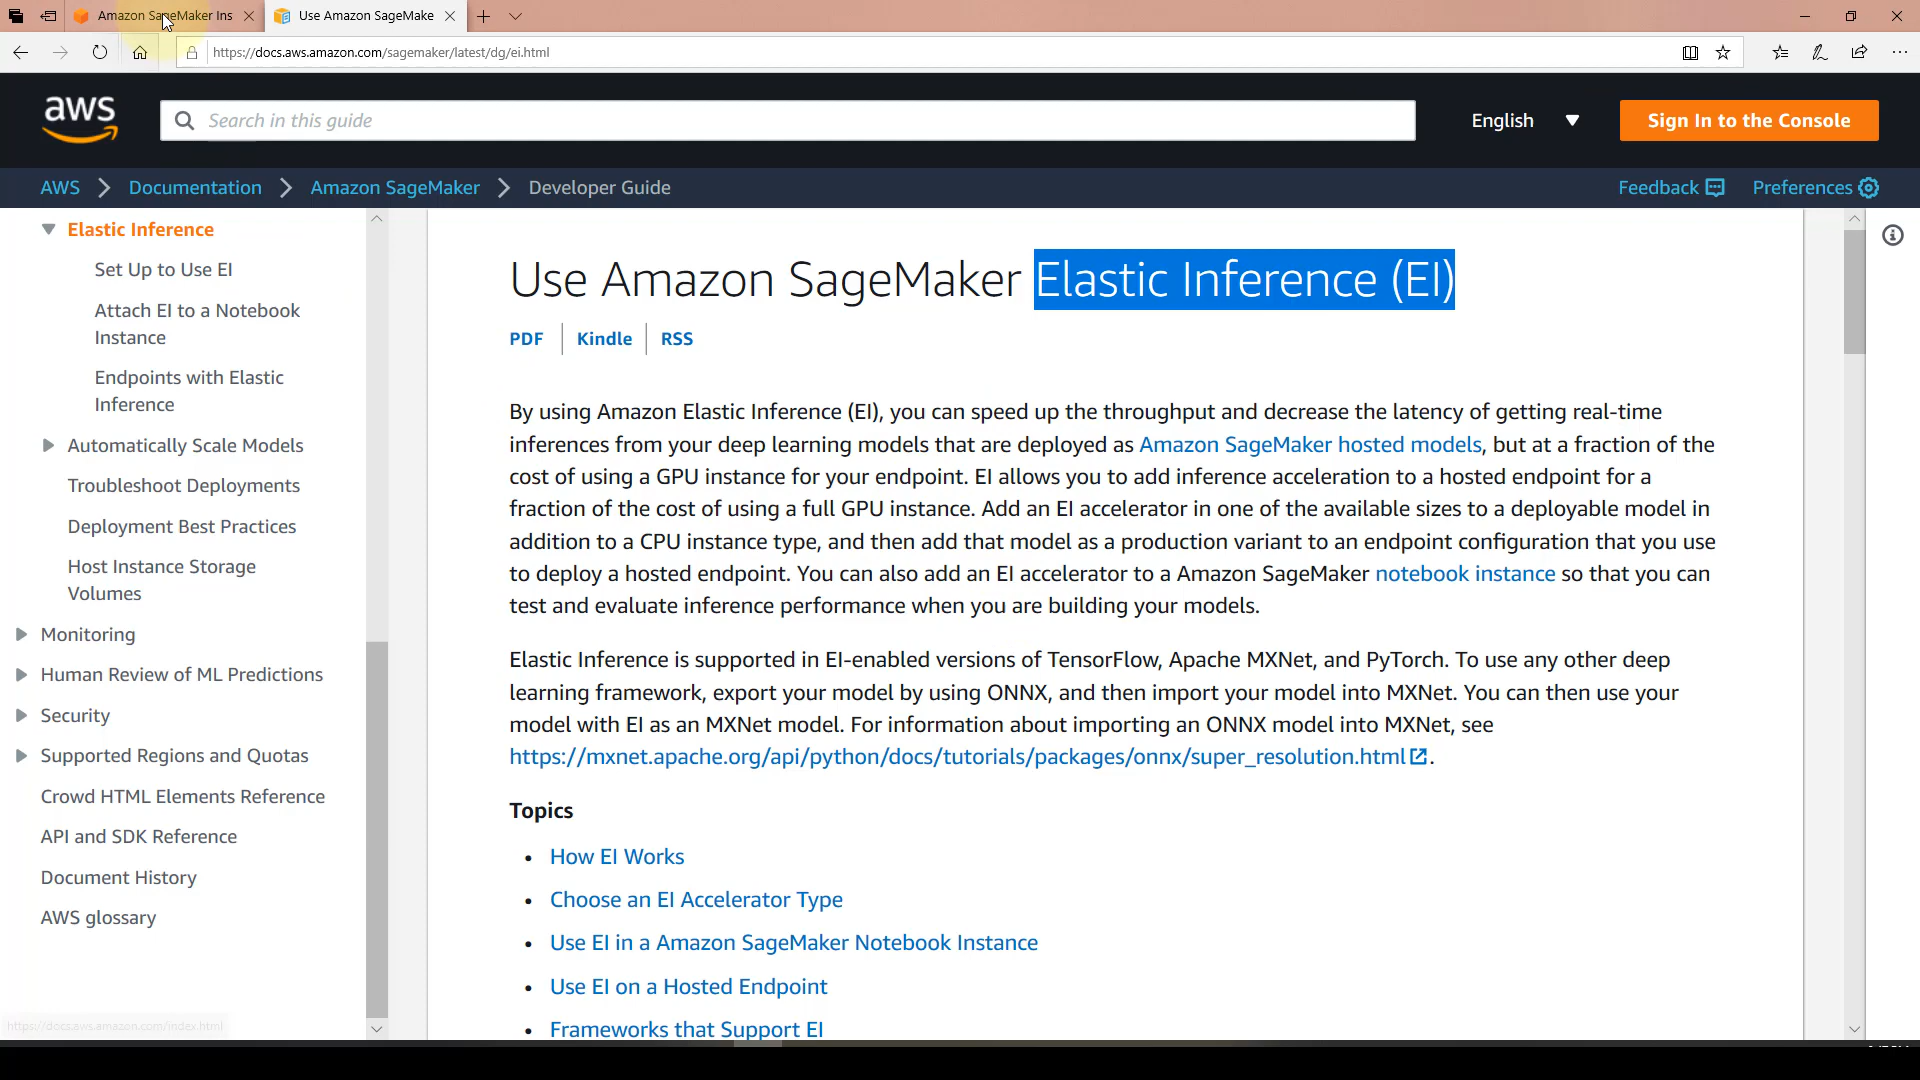 Amazon SageMaker Ins
Use Amazon SageMake
https://docs.aws.amazon.com/sagemaker/latest/dg/ei.html
aws
Search in this guide
English
Sign In to the Console
AWS
Documentation
Amazon SageMaker
Developer Guide
Feedback
Preferences
Elastic Inference
Set Up to Use EI
Attach EI to a Notebook
Instance
Endpoints with Elastic
Inference
Automatically Scale Models
Troubleshoot Deployments
Deployment Best Practices
Host Instance Storage
Volumes
Monitoring
Human Review of ML Predictions
Security
Supported Regions and Quotas
Crowd HTML Elements Reference
API and SDK Reference
Document History
AWS glossary
https://docs.aws.amazon.com/index.html
Use Amazon SageMaker Elastic Inference (EI)
PDF
Kindle
RSS
By using Amazon Elastic Inference (EI), you can speed up the throughput and decrease the latency of getting real-time
inferences from your deep learning models that are deployed as Amazon SageMaker hosted models, but at a fraction of the
cost of using a GPU instance for your endpoint. EI allows you to add inference acceleration to a hosted endpoint for a
fraction of the cost of using a full GPU instance. Add an EI accelerator in one of the available sizes to a deployable model in
addition to a CPU instance type, and then add that model as a production variant to an endpoint configuration that you use
to deploy a hosted endpoint. You can also add an EI accelerator to a Amazon SageMaker notebook instance so that you can
test and evaluate inference performance when you are building your models.
Elastic Inference is supported in EI-enabled versions of TensorFlow, Apache MXNet, and PyTorch. To use any other deep
learning framework, export your model by using ONNX, and then import your model into MXNet. You can then use your
model with EI as an MXNet model. For information about importing an ONNX model into MXNet, see
https://mxnet.apache.org/api/python/docs/tutorials/packages/onnx/super_resolution.html.
Topics
• How EI Works
• Choose an EI Accelerator Type
• Use EI in a Amazon SageMaker Notebook Instance
• Use EI on a Hosted Endpoint
• Frameworks that Support EI